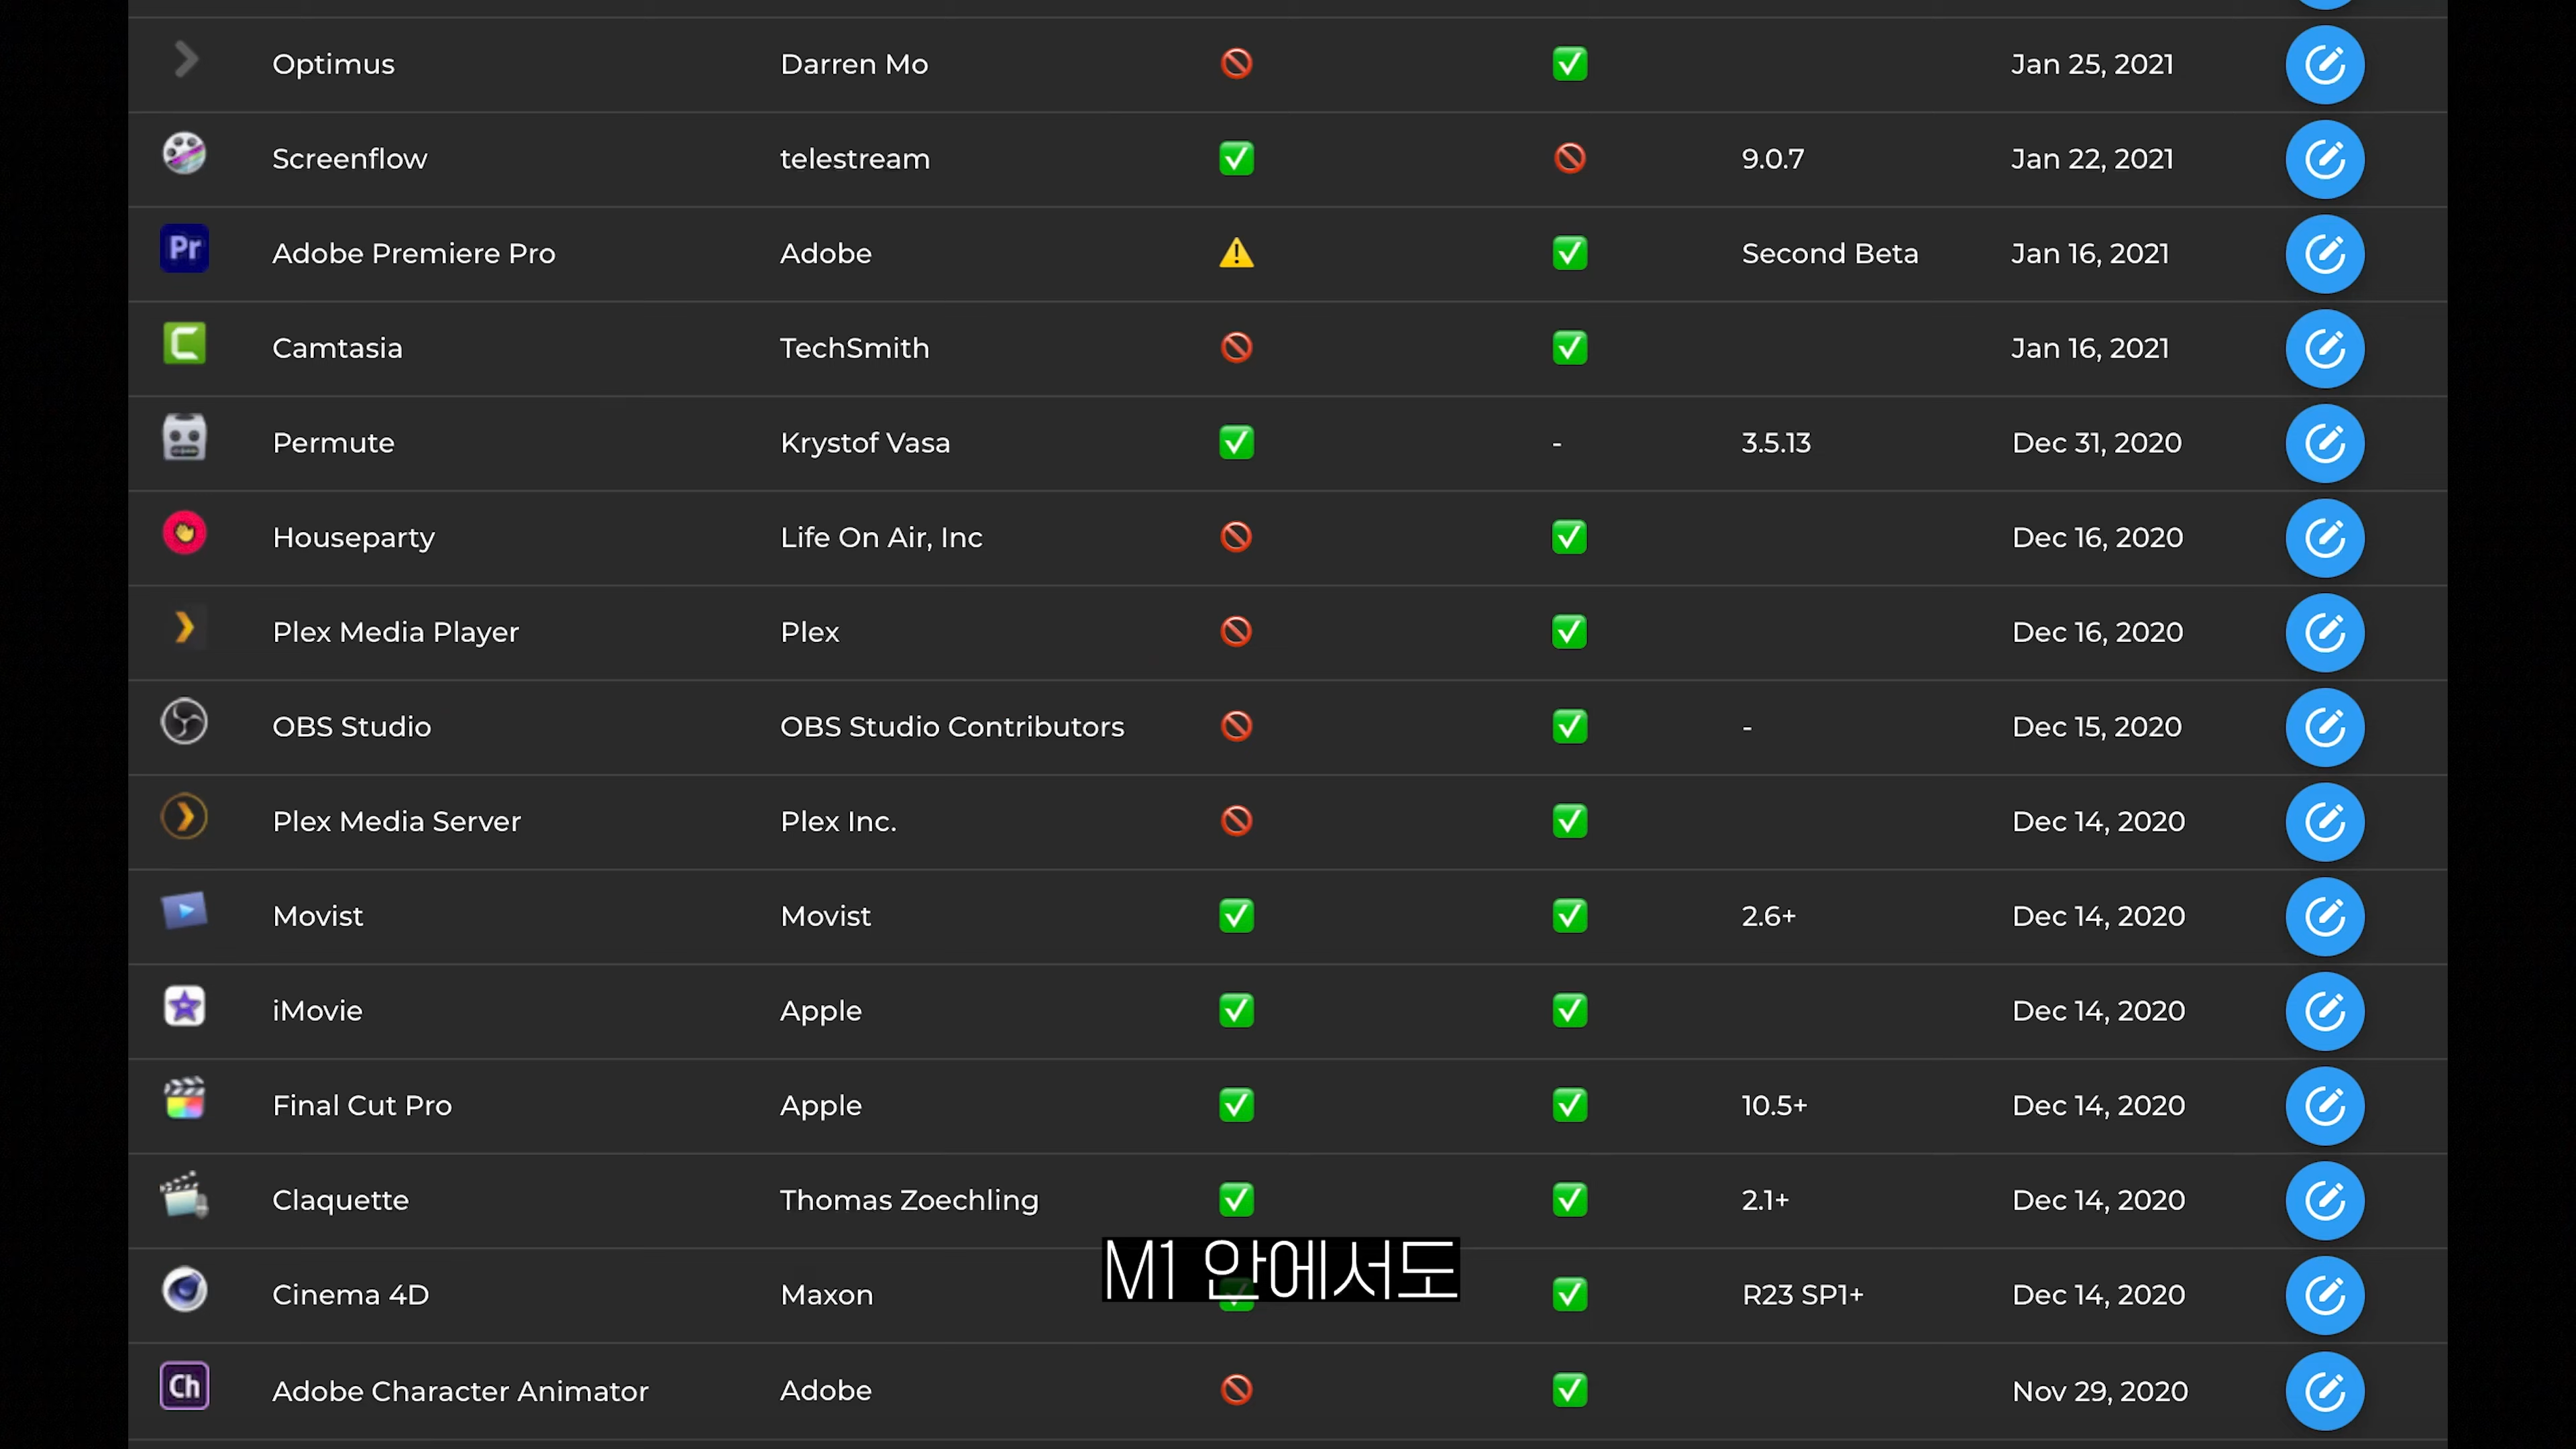 Optimus Darren Mo 🚫 ✅ Jan 25, 2021
Screenflow telestream ✅ 🚫 9.0.7 Jan 22, 2021
Pr Adobe Premiere Pro Adobe ⚠️ ✅ Second Beta Jan 16, 2021
Camtasia TechSmith 🚫 ✅ Jan 16, 2021
Permute Krystof Vasa ✅ - 3.5.13 Dec 31, 2020
Houseparty Life On Air, Inc 🚫 ✅ Dec 16, 2020
Plex Media Player Plex 🚫 ✅ Dec 16, 2020
OBS Studio OBS Studio Contributors 🚫 ✅ - Dec 15, 2020
Plex Media Server Plex Inc. 🚫 ✅ Dec 14, 2020
Movist Movist ✅ ✅ 2.6+ Dec 14, 2020
iMovie Apple ✅ ✅ Dec 14, 2020
Final Cut Pro Apple ✅ ✅ 10.5+ Dec 14, 2020
Claquette Thomas Zoechling ✅ ✅ 2.1+ Dec 14, 2020
M1 안에서도
Cinema 4D Maxon ✅ ✅ R23 SP1+ Dec 14, 2020
Ch Adobe Character Animator Adobe 🚫 ✅ Nov 29, 2020